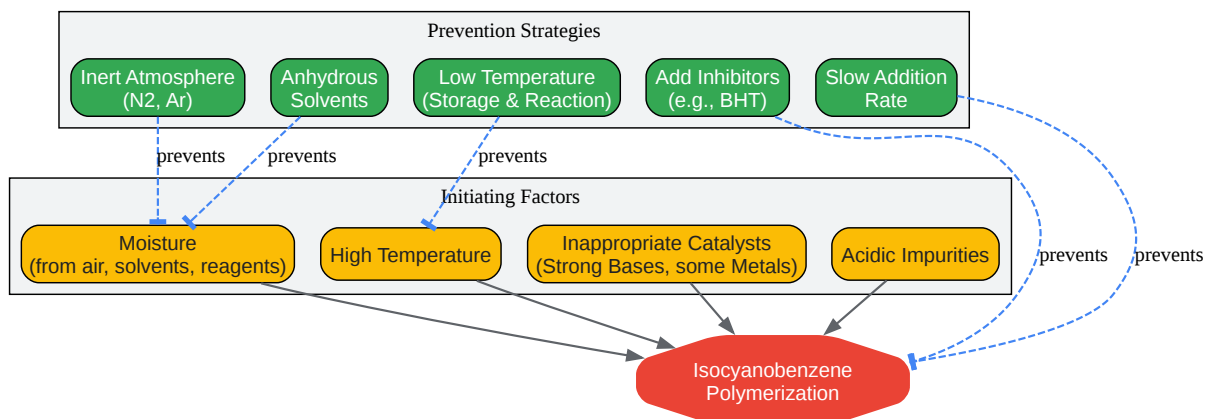 Prevention Strategies
Inert Atmosphere
(N2, Ar)
Anhydrous
Solvents
Low Temperature
(Storage & Reaction)
Add Inhibitors
(e.g., BHT)
Slow Addition
Rate
prevents
prevents
prevents
Initiating Factors
Moisture
(from air, solvents, reagents)
High Temperature
Inappropriate Catalysts
(Strong Bases, some Metals)
Acidic Impurities
prevents
prevents
Isocyanobenzene
Polymerization